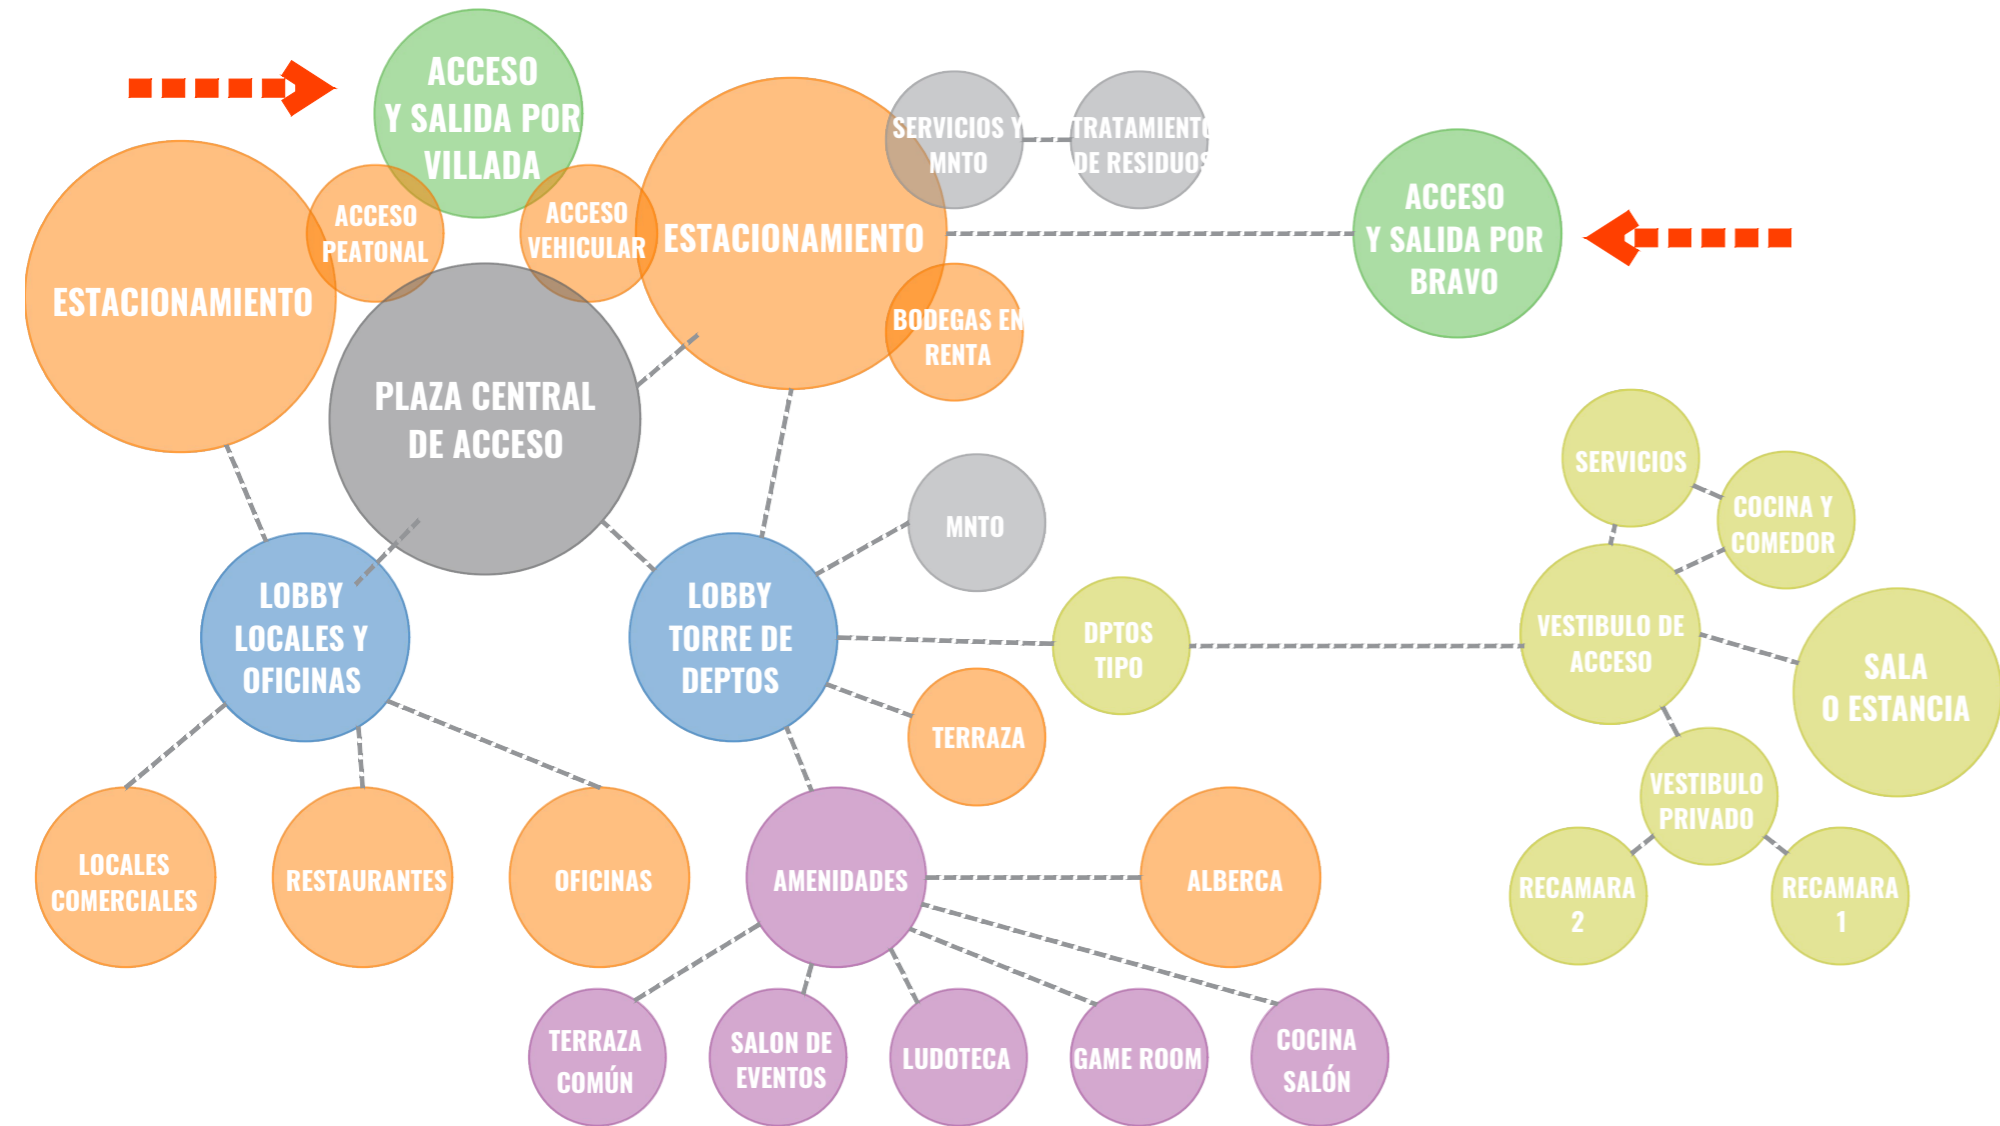 ACCESO
Y SALIDA POR
VILLADA
SERVICIOS Y
MNTO
TRATAMIENTO
DE RESIDUOS
ACCESO
PEATONAL
ACCESO
VEHICULAR
ESTACIONAMIENTO
ACCESO
Y SALIDA POR
BRAVO
ESTACIONAMIENTO
BODEGAS EN
RENTA
PLAZA CENTRAL
DE ACCESO
SERVICIOS
COCINA Y
COMEDOR
MNTO
LOBBY
LOCALES Y
OFICINAS
LOBBY
TORRE DE
DEPTOS
DPTOS
TIPO
VESTIBULO DE
ACCESO
SALA
O ESTANCIA
TERRAZA
VESTIBULO
PRIVADO
LOCALES
COMERCIALES
RESTAURANTES
OFICINAS
AMENIDADES
ALBERCA
RECAMARA
2
RECAMARA
1
TERRAZA
COMÚN
SALON DE
EVENTOS
LUDOTECA
GAME ROOM
COCINA
SALÓN